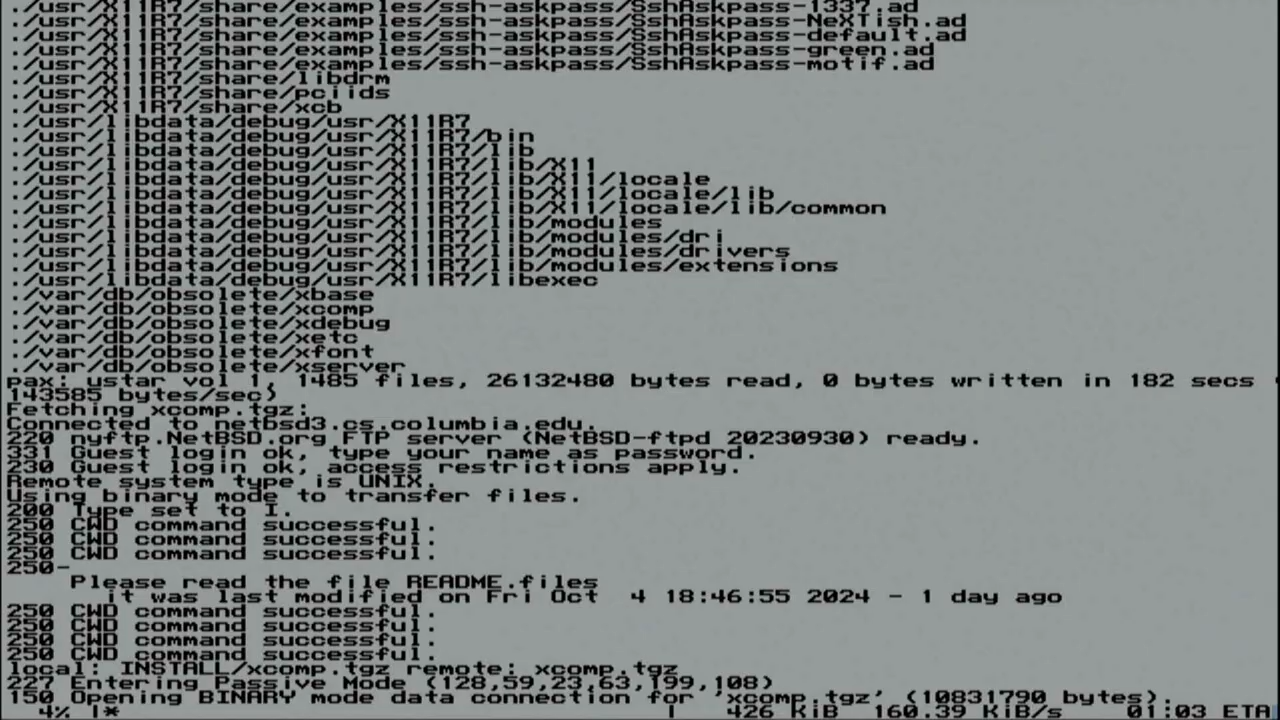 ./usr/X11R7/share/examples/ssh-askpass/SshAskpass-1337.ad
./usr/X11R7/share/examples/ssh-askpass/SshAskpass-NeXTish.ad
./usr/X11R7/share/examples/ssh-askpass/SshAskpass-default.ad
./usr/X11R7/share/examples/ssh-askpass/SshAskpass-green.ad
./usr/X11R7/share/examples/ssh-askpass/SshAskpass-motif.ad
./usr/X11R7/share/libdrm
./usr/X11R7/share/pciids
./usr/X11R7/share/xcb
./usr/libdata/debug/usr/X11R7
./usr/libdata/debug/usr/X11R7/bin
./usr/libdata/debug/usr/X11R7/lib
./usr/libdata/debug/usr/X11R7/lib/X11
./usr/libdata/debug/usr/X11R7/lib/X11/locale
./usr/libdata/debug/usr/X11R7/lib/X11/locale/lib
./usr/libdata/debug/usr/X11R7/lib/X11/locale/lib/common
./usr/libdata/debug/usr/X11R7/lib/modules
./usr/libdata/debug/usr/X11R7/lib/modules/dri
./usr/libdata/debug/usr/X11R7/lib/modules/drivers
./usr/libdata/debug/usr/X11R7/lib/modules/extensions
./usr/libdata/debug/usr/X11R7/libexec
./var/db/obsolete/xbase
./var/db/obsolete/xcomp
./var/db/obsolete/xdebug
./var/db/obsolete/xetc
./var/db/obsolete/xfont
./var/db/obsolete/xserver
pax: ustar vol 1, 1485 files, 26132480 bytes read, 0 bytes written in 182 secs (
143585 bytes/sec)
Fetching xcomp.tgz:
Connected to netbsd3.cs.columbia.edu.
220 nyftp.NetBSD.org FTP server (NetBSD-ftpd 20230930) ready.
331 Guest login ok, type your name as password.
230 Guest login ok, access restrictions apply.
Remote system type is UNIX.
Using binary mode to transfer files.
200 Type set to I.
250 CWD command successful.
250 CWD command successful.
250 CWD command successful.
250-
    Please read the file README.files
      it was last modified on Fri Oct  4 18:46:55 2024 - 1 day ago
250 CWD command successful.
250 CWD command successful.
250 CWD command successful.
250 CWD command successful.
local: INSTALL/xcomp.tgz remote: xcomp.tgz
227 Entering Passive Mode (128,59,23,63,199,108)
150 Opening BINARY mode data connection for 'xcomp.tgz' (10831790 bytes).
  4% |*                                  |   426 KiB  160.39 KiB/s    01:03 ETA